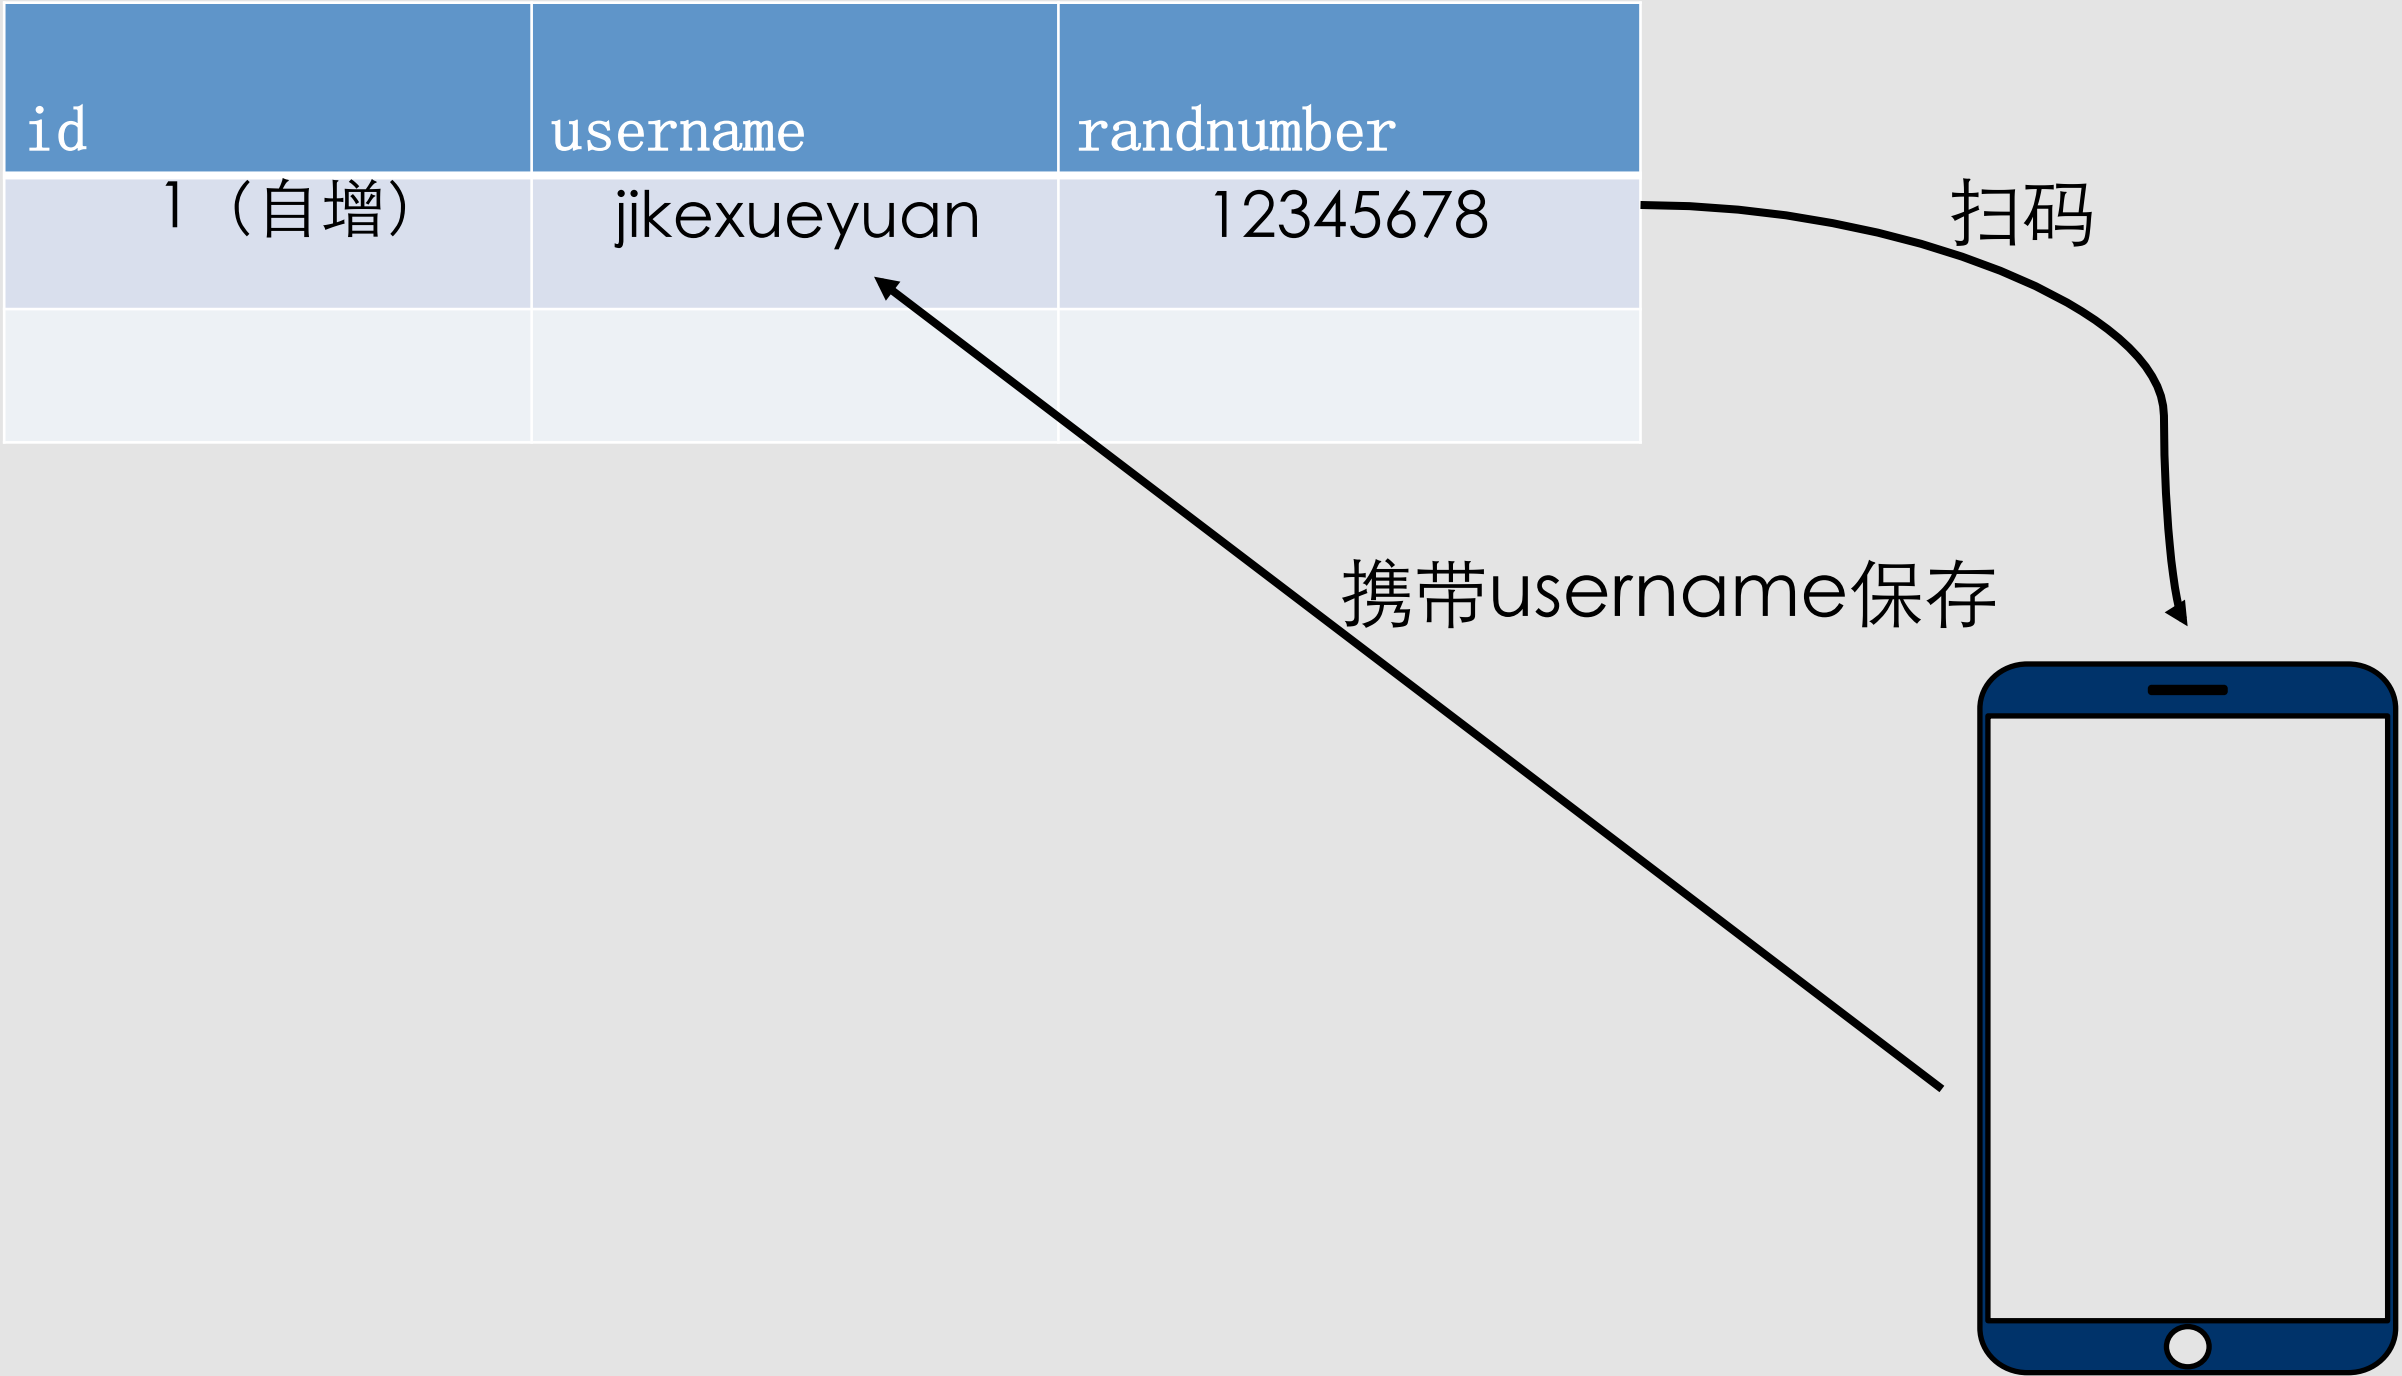 id username randnumber
1（自增） jikexueyuan 12345678
扫码
携带username保存